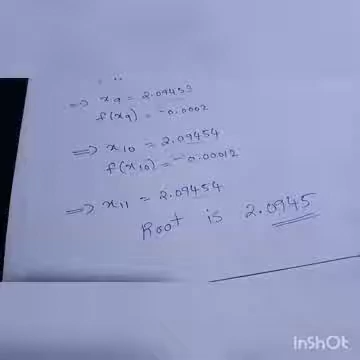 ⇒ x₉ = 2.09453
f(x₉) = -0.0002
⇒ x₁₀ = 2.09454
f(x₁₀) = -0.00012
⇒ x₁₁ = 2.09454
Root is 2.0945
InShOt